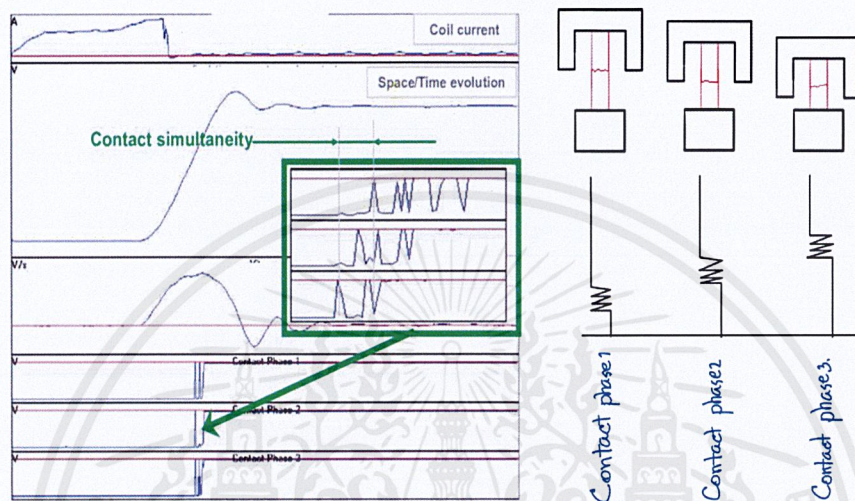 A
Coil current
V
Space/Time evolution
Contact simultaneity
V/s
V
Contact Phase 1
V
Contact Phase 2
V
Contact Phase 3
Contact phase1
Contact phase2
Contact phase3.